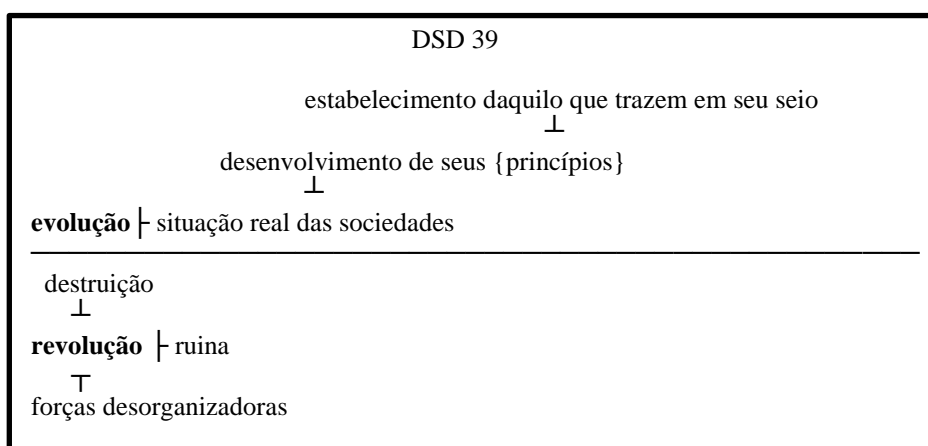 DSD 39
estabelecimento daquilo que trazem em seu seio
┴
desenvolvimento de seus {princípios}
┴
evolução├ situação real das sociedades
destruição
┴
revolução ├ ruina
┬
forças desorganizadoras